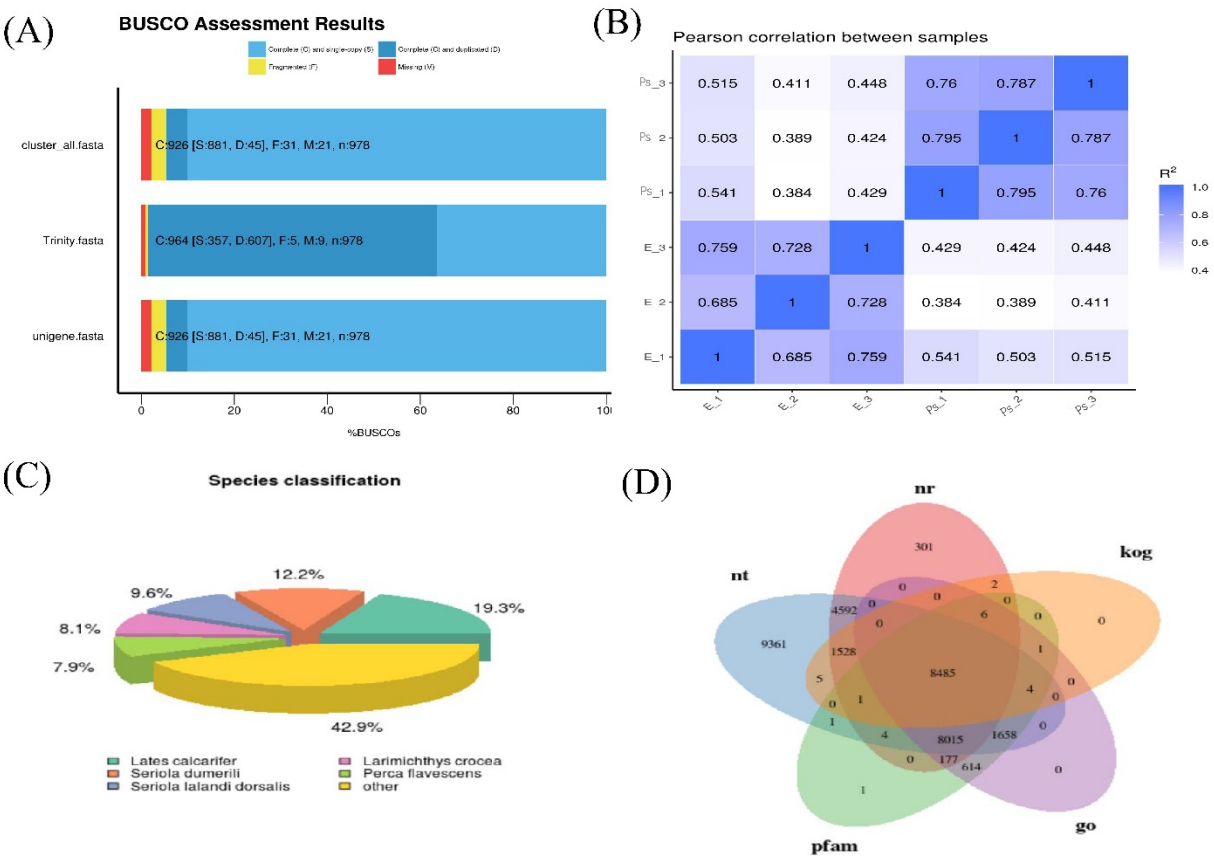 (A)
BUSCO Assessment Results
Complete (C) and single-copy (S) Complete (C) and duplicated (D)
Fragmented (F) Missing (M)
cluster_all.fasta
C:926 [S:881, D:45], F:31, M:21, n:978
Trinity.fasta
C:964 [S:357, D:607], F:5, M:9, n:978
unigene.fasta
C:926 [S:881, D:45], F:31, M:21, n:978
0 20 40 60 80 100
%BUSCOs
(B)
Pearson correlation between samples
Ps_3 0.515 0.411 0.448 0.76 0.787 1
Ps_2 0.503 0.389 0.424 0.795 1 0.787
Ps_1 0.541 0.384 0.429 1 0.795 0.76
E_3 0.759 0.728 1 0.429 0.424 0.448
E_2 0.685 1 0.728 0.384 0.389 0.411
E_1 1 0.685 0.759 0.541 0.503 0.515
E_1 E_2 E_3 Ps_1 Ps_2 Ps_3
R²
1.0
0.8
0.6
0.4
(C)
Species classification
12.2%
9.6%
19.3%
8.1%
7.9%
42.9%
Lates calcarifer Larimichthys crocea
Seriola dumerili Perca flavescens
Seriola lalandi dorsalis other
(D)
nr
kog
nt
301
2
0
0 0
4592 0 0
0 6 0 0
9361
1528 1
8485
5 0
0 1 4 0
1
4 8015 1658 0
0 177 614 0
1
go
pfam